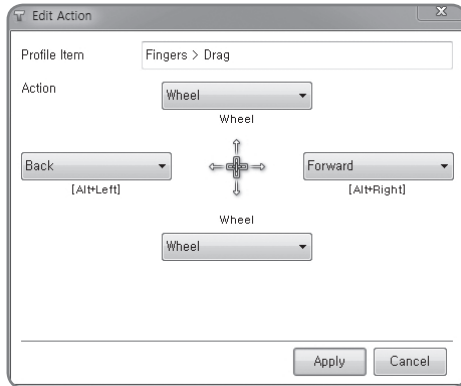 Edit Action
Profile Item Fingers > Drag
Action Wheel
Wheel
Back Forward
[Alt+Left] [Alt+Right]
Wheel
Wheel
Apply Cancel